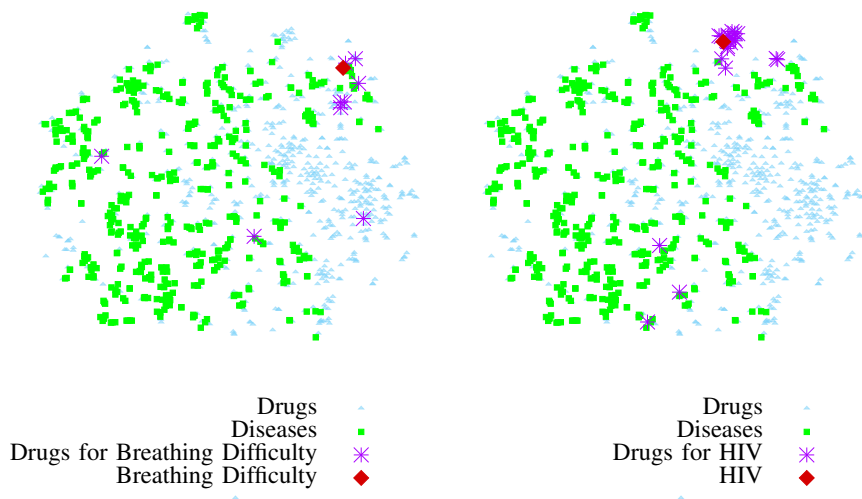 Drugs
Diseases
Drugs for Breathing Difficulty
Breathing Difficulty
Drugs
Diseases
Drugs for HIV
HIV